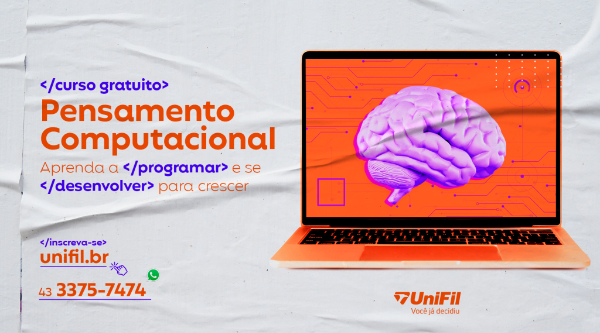 </curso gratuito>
Pensamento
Computacional
Aprenda a </programar> e se
</desenvolver> para crescer
</inscreva-se>
unifil.br
43 3375-7474
UniFil
Você já decidiu